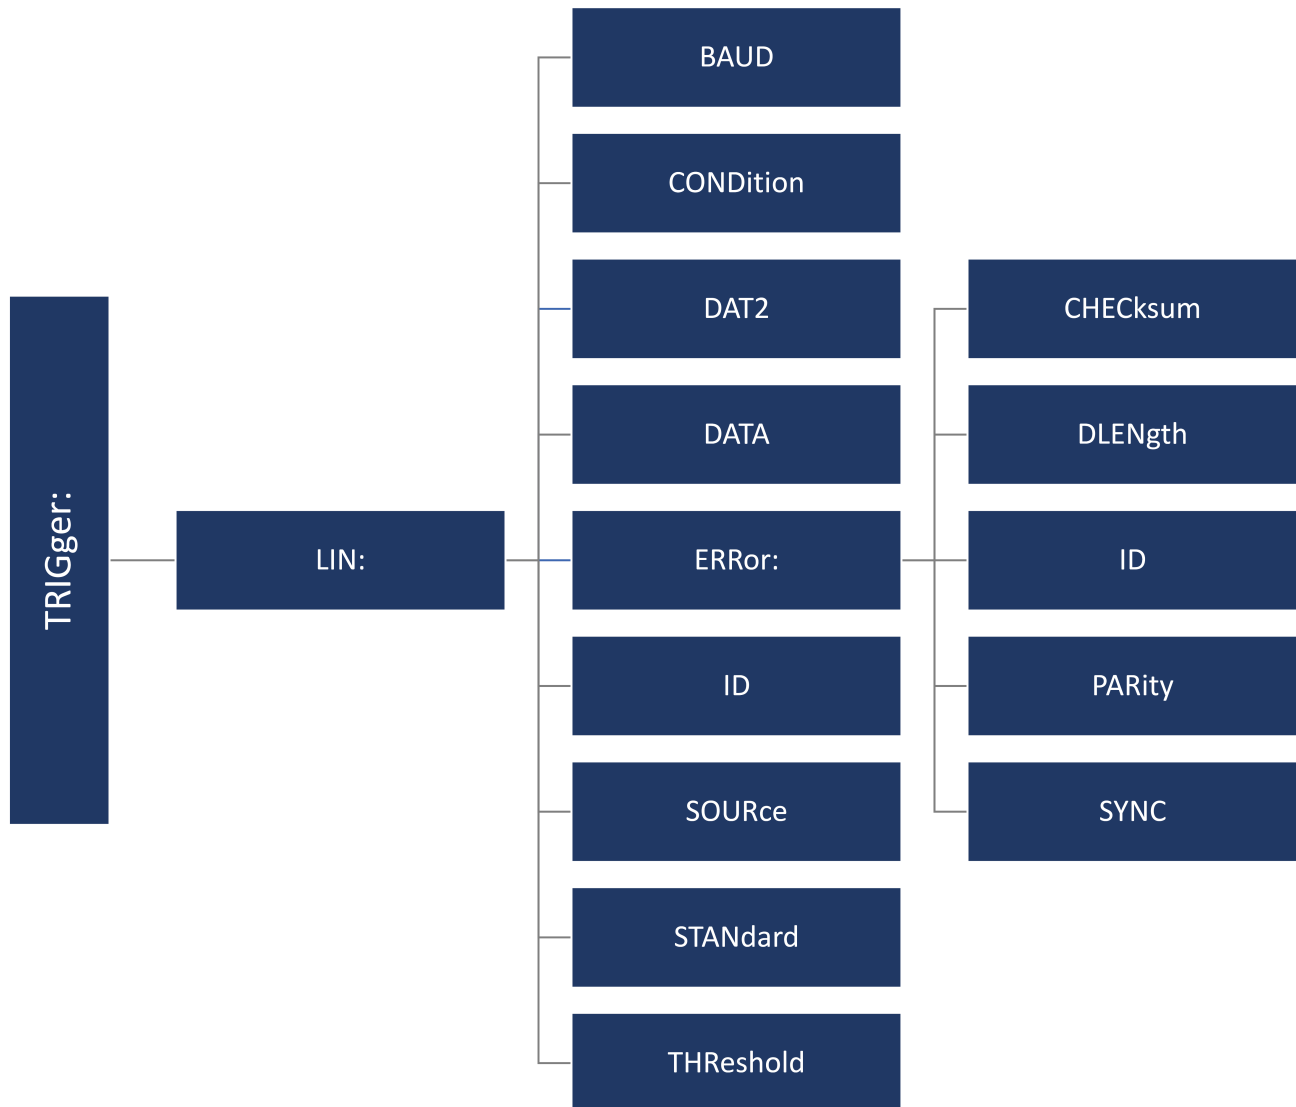 TRIGger:
LIN:
BAUD
CONDition
DAT2
DATA
ERRor:
ID
SOURce
STANdard
THReshold
CHECksum
DLENgth
ID
PARity
SYNC